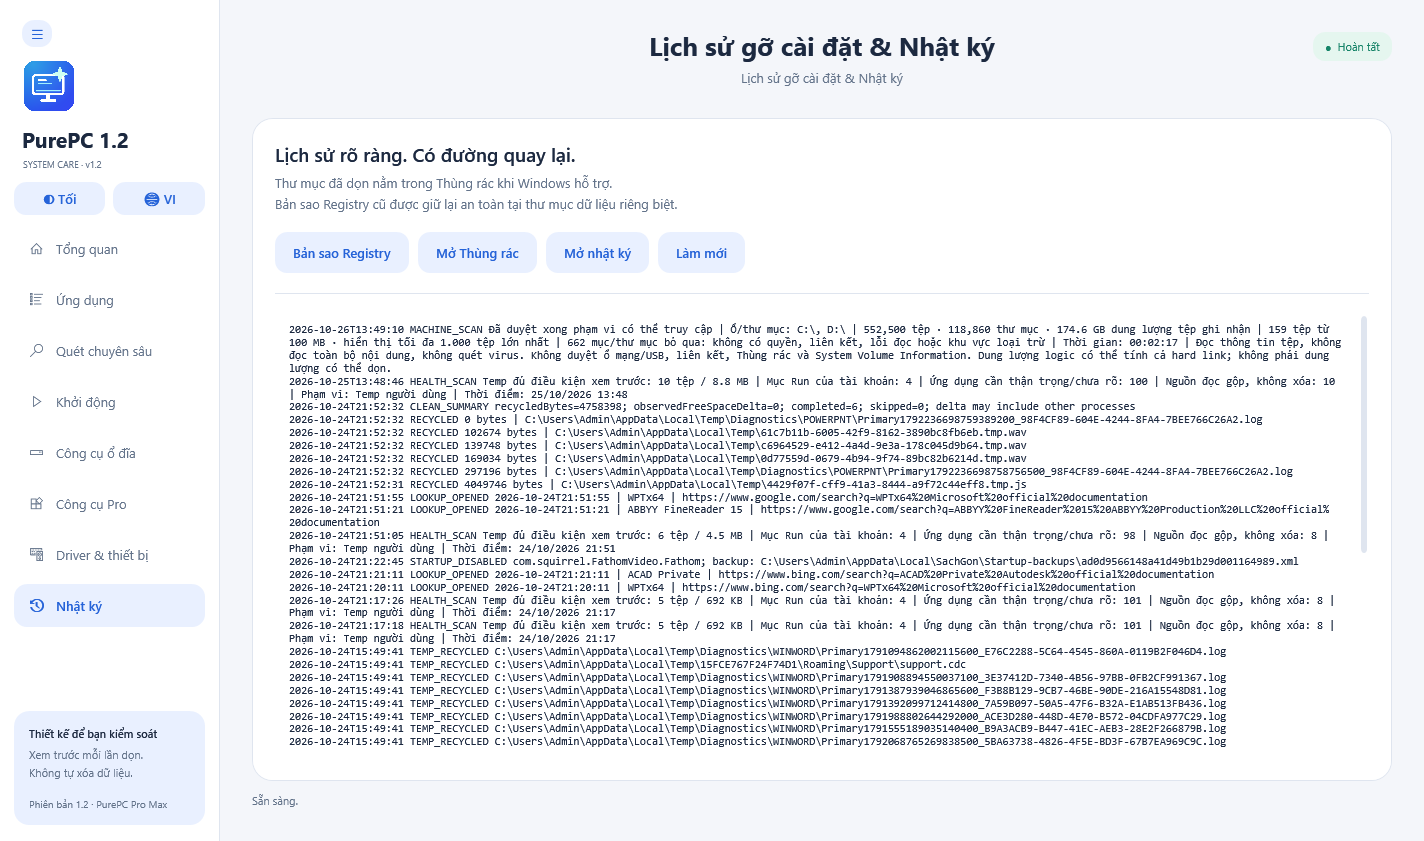 PurePC 1.2
SYSTEM CARE · v1.2
Tối
VI
Tổng quan
Ứng dụng
Quét chuyên sâu
Khởi động
Công cụ ổ đĩa
Công cụ Pro
Driver & thiết bị
Nhật ký
Thiết kế để bạn kiểm soát
Xem trước mỗi lần dọn.
Không tự xóa dữ liệu.
Phiên bản 1.2 · PurePC Pro Max
Lịch sử gỡ cài đặt & Nhật ký
Lịch sử gỡ cài đặt & Nhật ký
● Hoàn tất
Lịch sử rõ ràng. Có đường quay lại.
Thư mục đã dọn nằm trong Thùng rác khi Windows hỗ trợ.
Bản sao Registry cũ được giữ lại an toàn tại thư mục dữ liệu riêng biệt.
Bản sao Registry
Mở Thùng rác
Mở nhật ký
Làm mới
2026-10-26T13:49:10 MACHINE_SCAN Đã duyệt xong phạm vi có thể truy cập | Ổ/thư mục: C:\, D:\ | 552,500 tệp · 118,860 thư mục · 174.6 GB dung lượng tệp ghi nhận | 159 tệp từ
100 MB · hiển thị tối đa 1.000 tệp lớn nhất | 662 mục/thư mục bỏ qua: không có quyền, liên kết, lỗi đọc hoặc khu vực loại trừ | Thời gian: 00:02:17 | Đọc thông tin tệp, không
đọc toàn bộ nội dung, không quét virus. Không duyệt ổ mạng/USB, liên kết, Thùng rác và System Volume Information. Dung lượng logic có thể tính cả hard link; không phải dung
lượng có thể dọn.
2026-10-25T13:48:46 HEALTH_SCAN Temp đủ điều kiện xem trước: 10 tệp / 8.8 MB | Mục Run của tài khoản: 4 | Ứng dụng cần thận trọng/chưa rõ: 100 | Nguồn đọc gộp, không xóa: 10
| Phạm vi: Temp người dùng | Thời điểm: 25/10/2026 13:48
2026-10-24T21:52:32 CLEAN_SUMMARY recycledBytes=4758398; observedFreeSpaceDelta=0; completed=6; skipped=0; delta may include other processes
2026-10-24T21:52:32 RECYCLED 0 bytes | C:\Users\Admin\AppData\Local\Temp\Diagnostics\POWERPNT\Primary1792236698759389200_98F4CF89-604E-4244-8FA4-7BEE766C26A2.log
2026-10-24T21:52:32 RECYCLED 102674 bytes | C:\Users\Admin\AppData\Local\Temp\61c7b11b-6005-42f9-8162-3890bc8fb6eb.tmp.wav
2026-10-24T21:52:32 RECYCLED 139748 bytes | C:\Users\Admin\AppData\Local\Temp\c6964529-e412-4a4d-9e3a-178c045d9b64.tmp.wav
2026-10-24T21:52:32 RECYCLED 169034 bytes | C:\Users\Admin\AppData\Local\Temp\0d77559d-0679-4b94-9f74-89bc82b6214d.tmp.wav
2026-10-24T21:52:32 RECYCLED 297196 bytes | C:\Users\Admin\AppData\Local\Temp\Diagnostics\POWERPNT\Primary1792236698758756500_98F4CF89-604E-4244-8FA4-7BEE766C26A2.log
2026-10-24T21:52:31 RECYCLED 4049746 bytes | C:\Users\Admin\AppData\Local\Temp\4429f07f-cff9-41a3-8444-a9f72c44eff8.tmp.js
2026-10-24T21:51:55 LOOKUP_OPENED 2026-10-24T21:51:55 | WPTx64 | https://www.google.com/search?q=WPTx64%20Microsoft%20official%20documentation
2026-10-24T21:51:21 LOOKUP_OPENED 2026-10-24T21:51:21 | ABBYY FineReader 15 | https://www.google.com/search?q=ABBYY%20FineReader%2015%20ABBYY%20Production%20LLC%20official%
20documentation
2026-10-24T21:51:05 HEALTH_SCAN Temp đủ điều kiện xem trước: 6 tệp / 4.5 MB | Mục Run của tài khoản: 4 | Ứng dụng cần thận trọng/chưa rõ: 98 | Nguồn đọc gộp, không xóa: 8 |
Phạm vi: Temp người dùng | Thời điểm: 24/10/2026 21:51
2026-10-24T21:22:45 STARTUP_DISABLED com.squirrel.FathomVideo.Fathom; backup: C:\Users\Admin\AppData\Local\SachGon\Startup-backups\ad0d9566148a41d49b1b29d001164989.xml
2026-10-24T21:21:11 LOOKUP_OPENED 2026-10-24T21:21:11 | ACAD Private | https://www.bing.com/search?q=ACAD%20Private%20Autodesk%20official%20documentation
2026-10-24T21:20:11 LOOKUP_OPENED 2026-10-24T21:20:11 | WPTx64 | https://www.bing.com/search?q=WPTx64%20Microsoft%20official%20documentation
2026-10-24T21:17:26 HEALTH_SCAN Temp đủ điều kiện xem trước: 5 tệp / 692 KB | Mục Run của tài khoản: 4 | Ứng dụng cần thận trọng/chưa rõ: 101 | Nguồn đọc gộp, không xóa: 8 |
Phạm vi: Temp người dùng | Thời điểm: 24/10/2026 21:17
2026-10-24T21:17:18 HEALTH_SCAN Temp đủ điều kiện xem trước: 5 tệp / 692 KB | Mục Run của tài khoản: 4 | Ứng dụng cần thận trọng/chưa rõ: 101 | Nguồn đọc gộp, không xóa: 8 |
Phạm vi: Temp người dùng | Thời điểm: 24/10/2026 21:17
2026-10-24T15:49:41 TEMP_RECYCLED C:\Users\Admin\AppData\Local\Temp\Diagnostics\WINWORD\Primary1791094862002115600_E76C2288-5C64-4545-860A-0119B2F046D4.log
2026-10-24T15:49:41 TEMP_RECYCLED C:\Users\Admin\AppData\Local\Temp\15FCE767F24F74D1\Roaming\Support\support.cdc
2026-10-24T15:49:41 TEMP_RECYCLED C:\Users\Admin\AppData\Local\Temp\Diagnostics\WINWORD\Primary1791908894550037100_3E37412D-7340-4B56-97BB-0FB2CF991367.log
2026-10-24T15:49:41 TEMP_RECYCLED C:\Users\Admin\AppData\Local\Temp\Diagnostics\WINWORD\Primary1791387939046865600_F3B8B129-9CB7-46BE-90DE-216A15548D81.log
2026-10-24T15:49:41 TEMP_RECYCLED C:\Users\Admin\AppData\Local\Temp\Diagnostics\WINWORD\Primary1791392099712414800_7A59B097-50A5-47F6-B32A-E1AB513FB436.log
2026-10-24T15:49:41 TEMP_RECYCLED C:\Users\Admin\AppData\Local\Temp\Diagnostics\WINWORD\Primary1791988802644292000_ACE3D280-448D-4E70-B572-04CDFA977C29.log
2026-10-24T15:49:41 TEMP_RECYCLED C:\Users\Admin\AppData\Local\Temp\Diagnostics\WINWORD\Primary1791555189035140400_B9A3ACB9-B447-41EC-AEB3-28E2F266879B.log
2026-10-24T15:49:41 TEMP_RECYCLED C:\Users\Admin\AppData\Local\Temp\Diagnostics\WINWORD\Primary1792068765269838500_5BA63738-4826-4F5E-BD3F-67B7EA969C9C.log
Sẵn sàng.